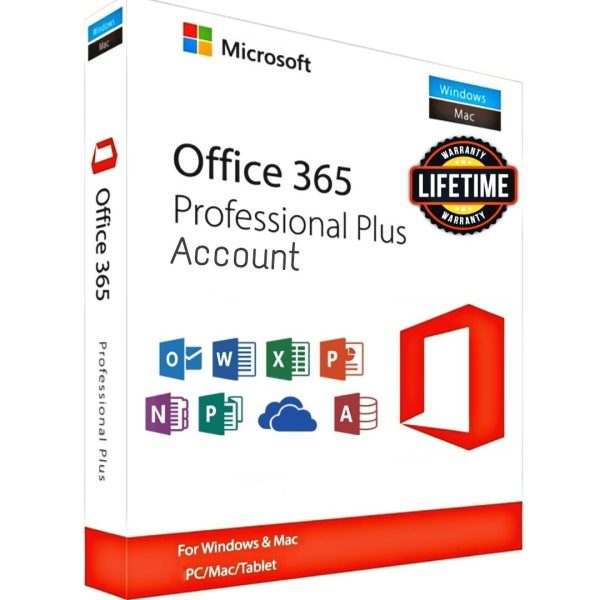 Windows
Mac
Office 365
Professional Plus
Microsoft
Windows
Mac
WARRANTY
LIFETIME
WARRANTY
Office 365
Professional Plus
Account
O
W
X
P
N
P
A
For Windows & Mac
PC/Mac/Tablet